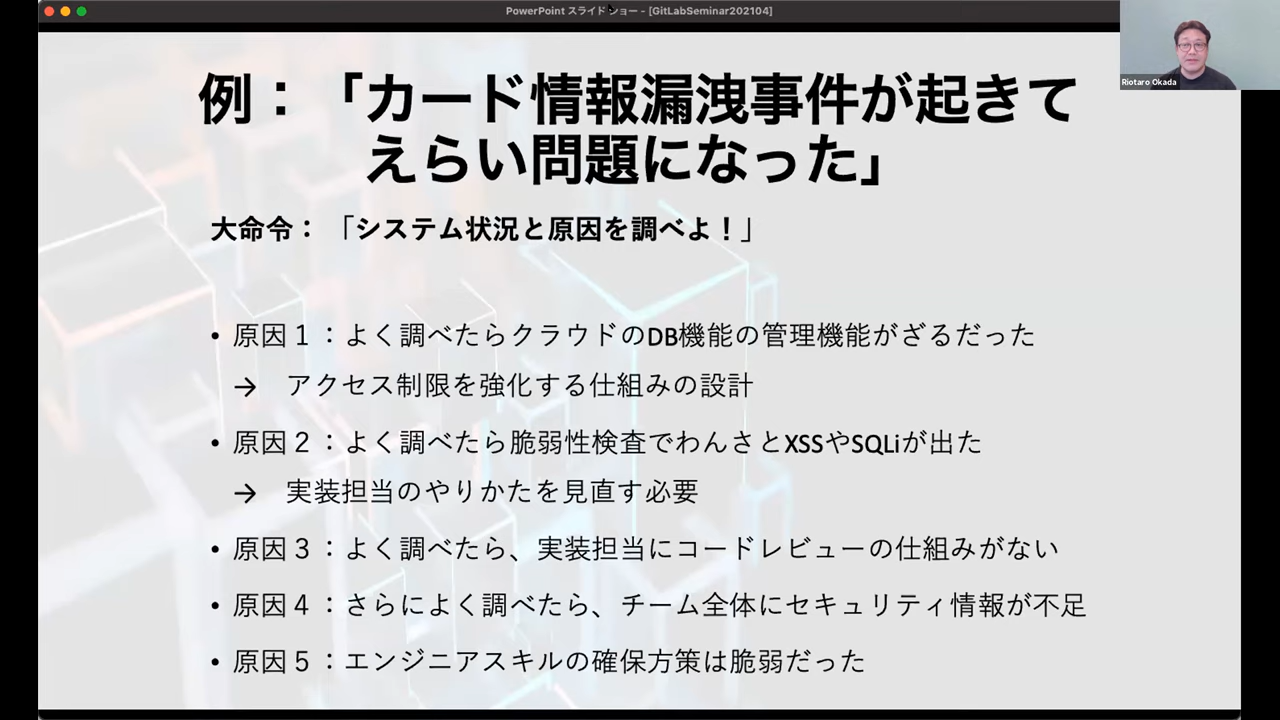 PowerPoint スライド ショー - [GitLabSeminar202104]
Riotaro Okada
例：「カード情報漏洩事件が起きて
えらい問題になった」
大命令：「システム状況と原因を調べよ！」
• 原因１：よく調べたらクラウドのDB機能の管理機能がざるだった
→ アクセス制限を強化する仕組みの設計
• 原因２：よく調べたら脆弱性検査でわんさとXSSやSQLiが出た
→ 実装担当のやりかたを見直す必要
• 原因３：よく調べたら、実装担当にコードレビューの仕組みがない
• 原因４：さらによく調べたら、チーム全体にセキュリティ情報が不足
• 原因５：エンジニアスキルの確保方策は脆弱だった